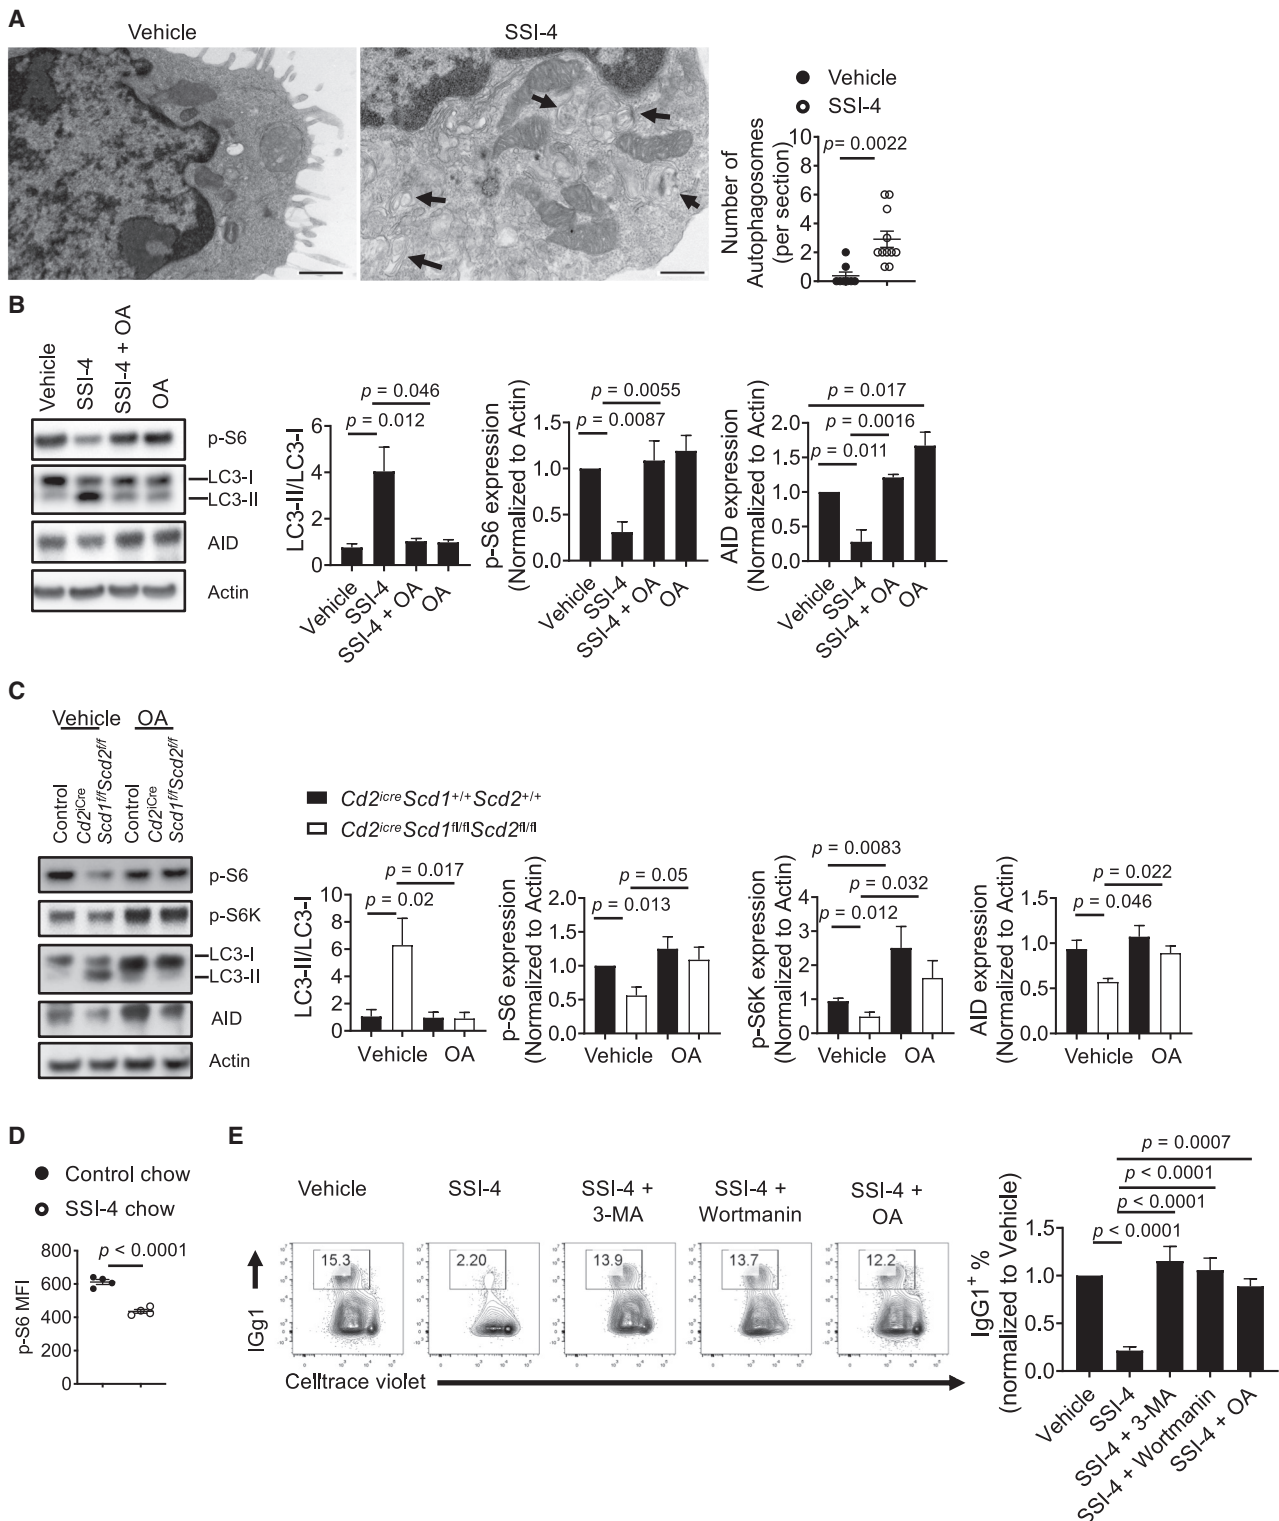 A
Vehicle
SSI-4
Vehicle
SSI-4
Number of
Autophagosomes
(per section)
10
8
6
4
2
0
p= 0.0022
B
Vehicle
SSI-4
SSI-4 + OA
OA
p-S6
LC3-I
LC3-II
AID
Actin
LC3-II/LC3-I
6
4
2
0
p = 0.046
p = 0.012
Vehicle
SSI-4
SSI-4 + OA
OA
p-S6 expression
(Normalized to Actin)
1.5
1.0
0.5
0.0
p = 0.0055
p = 0.0087
Vehicle
SSI-4
SSI-4 + OA
OA
AID expression
(Normalized to Actin)
2.0
1.5
1.0
0.5
0.0
p = 0.017
p = 0.0016
p = 0.011
Vehicle
SSI-4
SSI-4 + OA
OA
C
Vehicle
OA
Control
Cd2iCre
Scd1f/fScd2f/f
Control
Cd2iCre
Scd1f/fScd2f/f
p-S6
p-S6K
LC3-I
LC3-II
AID
Actin
Cd2icreScd1+/+Scd2+/+
Cd2icreScd1fl/flScd2fl/fl
LC3-II/LC3-I
10
8
6
4
2
0
p = 0.017
p = 0.02
Vehicle
OA
p-S6 expression
(Normalized to Actin)
2.0
1.5
1.0
0.5
0.0
p = 0.05
p = 0.013
Vehicle
OA
p-S6K expression
(Normalized to Actin)
4
3
2
1
0
p = 0.0083
p = 0.032
p = 0.012
Vehicle
OA
AID expression
(Normalized to Actin)
1.5
1.0
0.5
0.0
p = 0.022
p = 0.046
Vehicle
OA
D
Control chow
SSI-4 chow
p < 0.0001
p-S6 MFI
800
600
400
200
0
E
Vehicle
SSI-4
SSI-4 +
3-MA
SSI-4 +
Wortmanin
SSI-4 +
OA
15.3
2.20
13.9
13.7
12.2
IGg1
Celltrace violet
IgG1+ %
(normalized to Vehicle)
1.5
1.0
0.5
0.0
p = 0.0007
p < 0.0001
p < 0.0001
p < 0.0001
Vehicle
SSI-4
SSI-4 + 3-MA
SSI-4 + Wortmanin
SSI-4 + OA